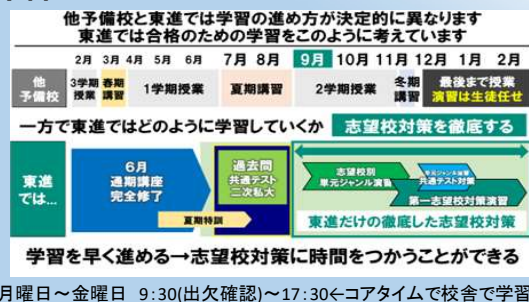 他予備校と東進では学習の進め方が決定的に異なります
東進では合格のための学習をこのように考えています
2月 3月 4月 5月 6月 7月 8月 9月 10月 11月 12月 1月 2月
他予備校 3学期授業 春期講習 1学期授業 夏期講習 2学期授業 冬期講習 最後まで授業 演習は生徒任せ
一方で東進ではどのように学習していくか 志望校対策を徹底する
東進では… 6月通期講座完全修了 過去問共通テスト二次私大 志望校別単元ジャンル演習 共通テスト対策
夏期特訓 第一志望校対策演習
東進だけの徹底した志望校対策
学習を早く進める→志望校対策に時間をつかうことができる
月曜日～金曜日 9:30(出欠確認)～17:30←コアタイムで校舎で学習